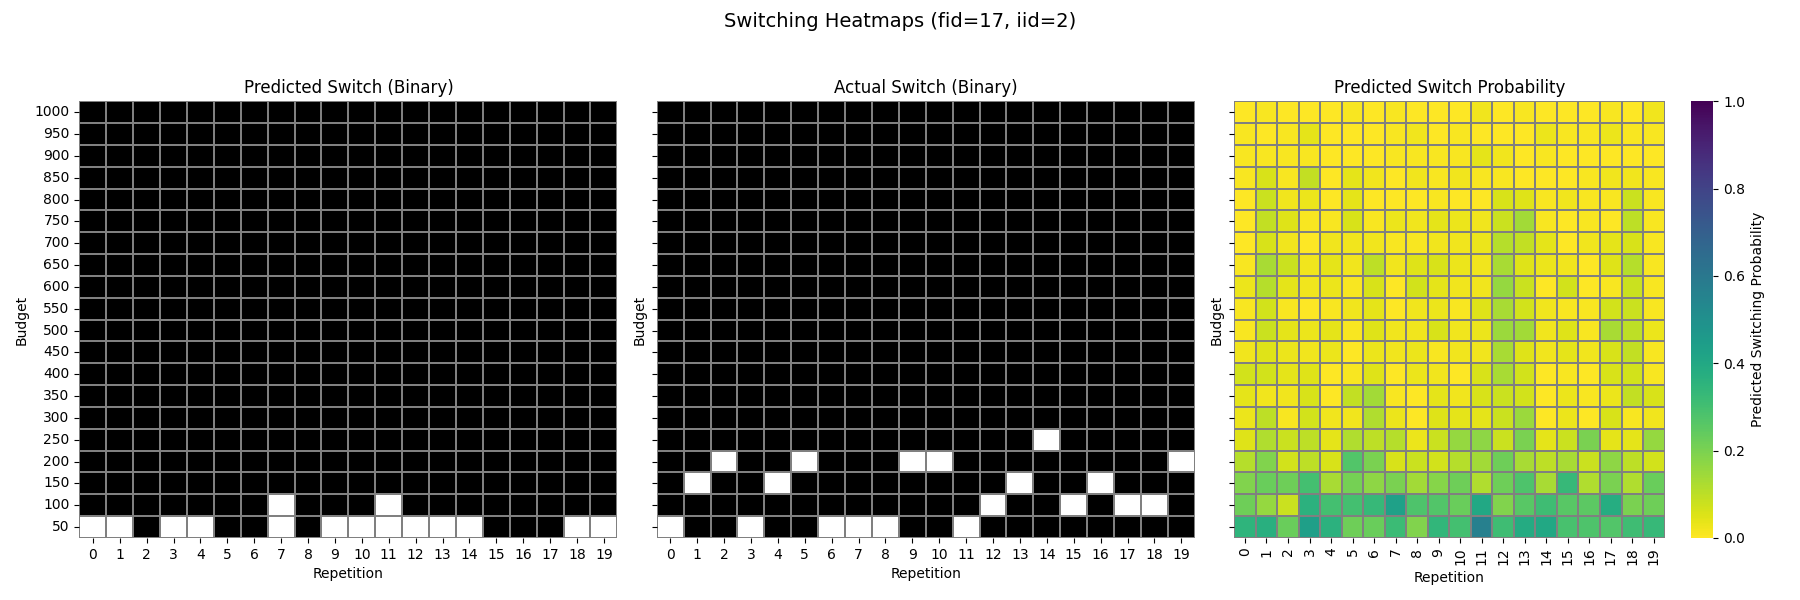 Switching Heatmaps (fid=17, iid=2)
Predicted Switch (Binary)
Budget
1000
950
900
850
800
750
700
650
600
550
500
450
400
350
300
250
200
150
100
50
0 1 2 3 4 5 6 7 8 9 10 11 12 13 14 15 16 17 18 19
Repetition
Actual Switch (Binary)
Budget
0 1 2 3 4 5 6 7 8 9 10 11 12 13 14 15 16 17 18 19
Repetition
Predicted Switch Probability
Budget
0 1 2 3 4 5 6 7 8 9 10 11 12 13 14 15 16 17 18 19
Repetition
1.0
0.8
0.6
0.4
0.2
0.0
Predicted Switching Probability